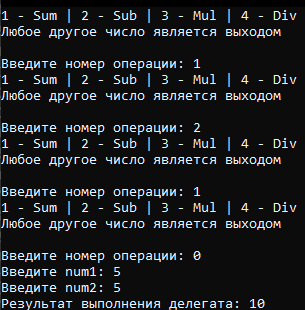 1 - Sum | 2 - Sub | 3 - Mul | 4 - Div
Любое другое число является выходом
Введите номер операции: 1
1 - Sum | 2 - Sub | 3 - Mul | 4 - Div
Любое другое число является выходом
Введите номер операции: 2
1 - Sum | 2 - Sub | 3 - Mul | 4 - Div
Любое другое число является выходом
Введите номер операции: 1
1 - Sum | 2 - Sub | 3 - Mul | 4 - Div
Любое другое число является выходом
Введите номер операции: 0
Введите num1: 5
Введите num2: 5
Результат выполнения делегата: 10